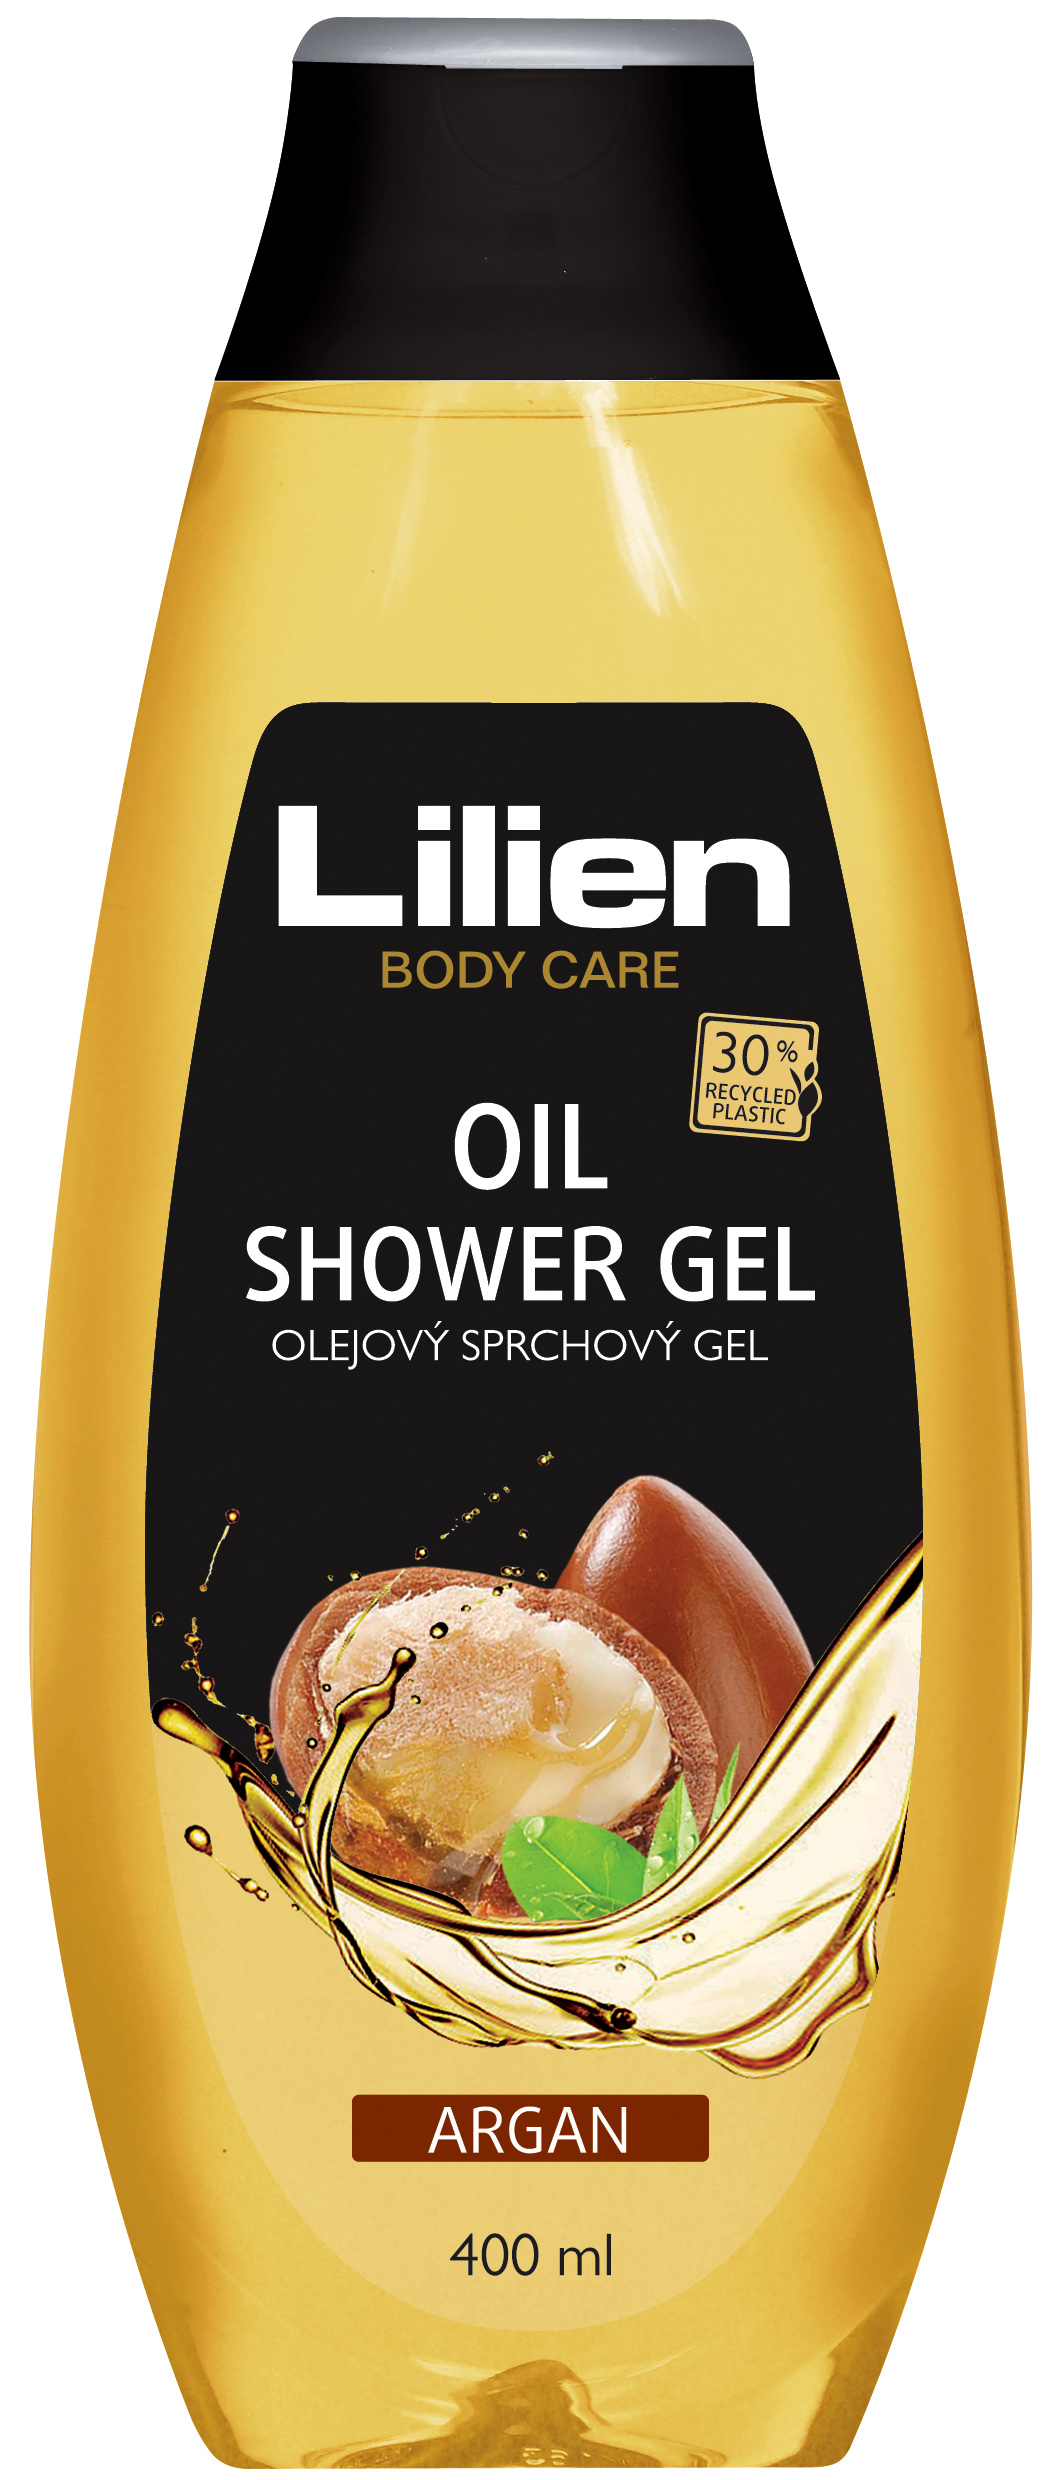 Lilien
BODY CARE
30%
RECYCLED
PLASTIC
OIL
SHOWER GEL
OLEJOVÝ SPRCHOVÝ GEL
ARGAN
400 ml